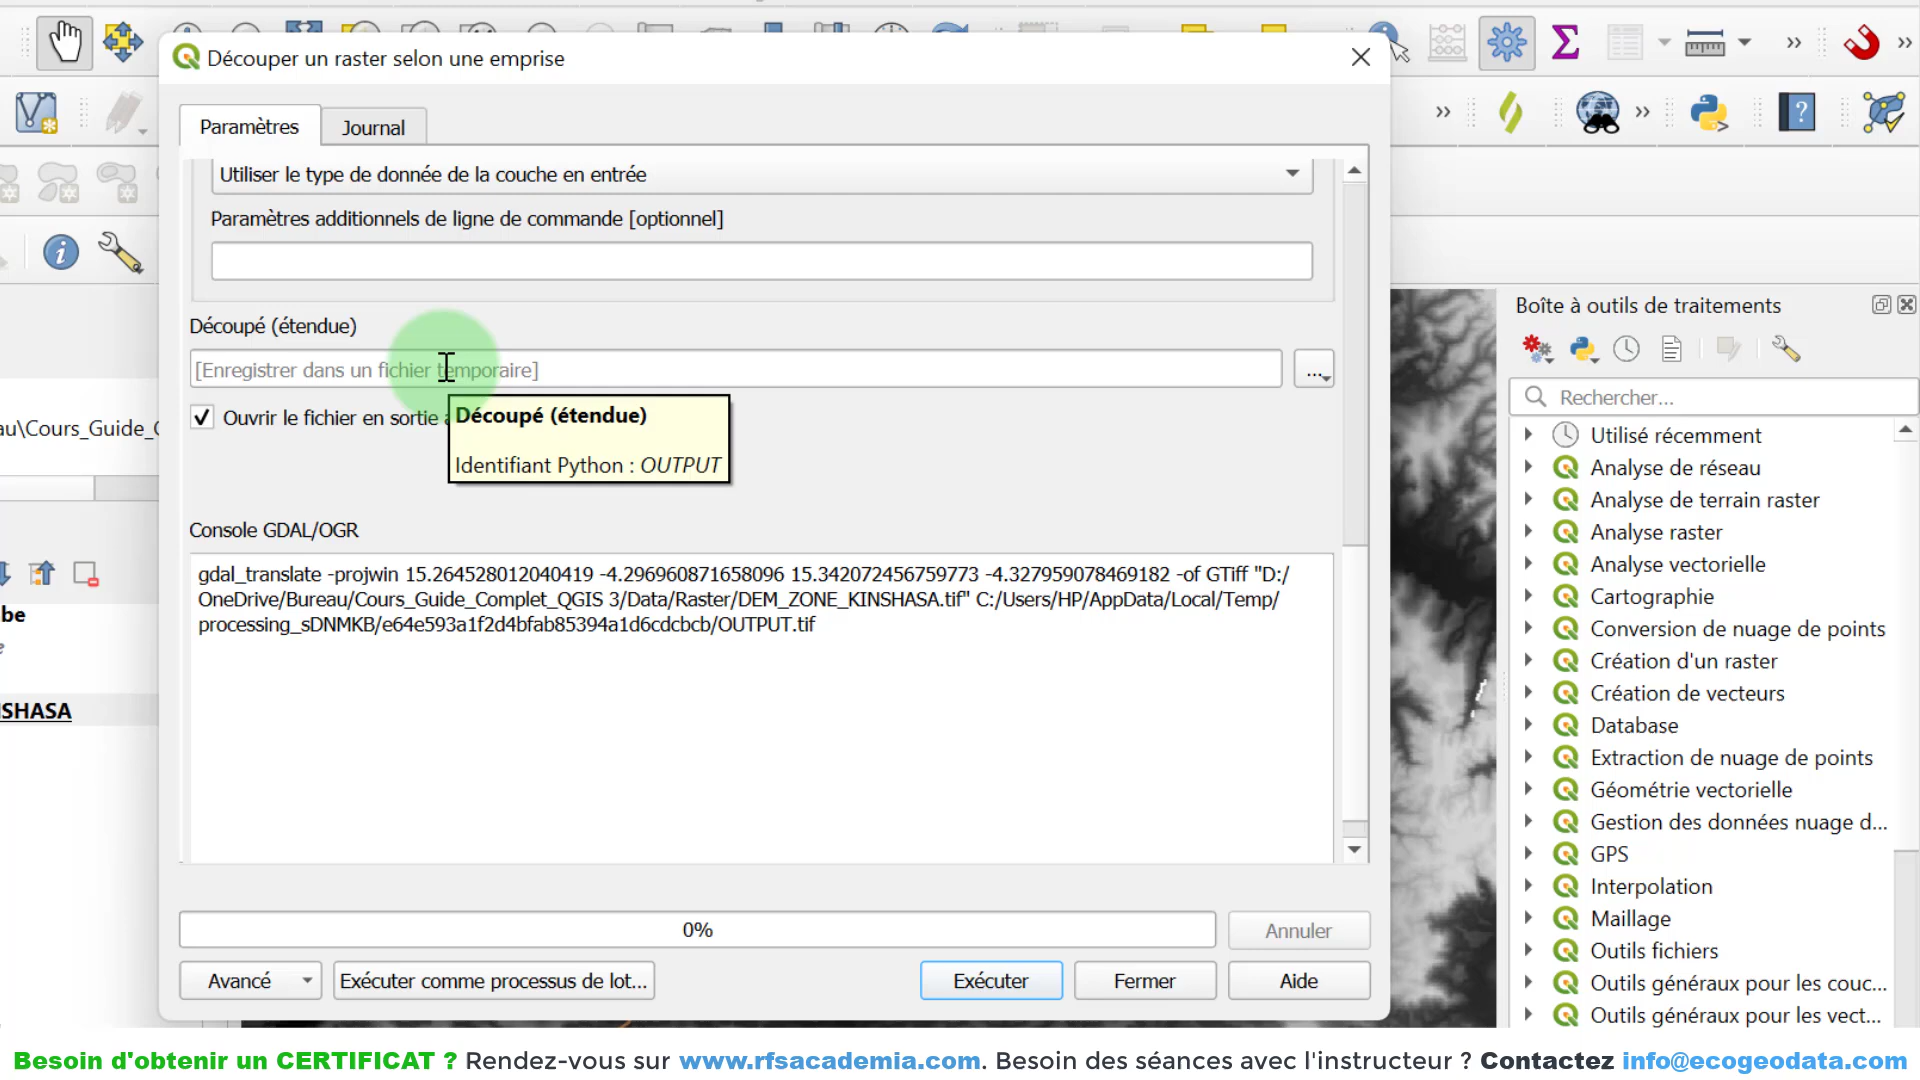 Découper un raster selon une emprise
Paramètres
Journal
Utiliser le type de donnée de la couche en entrée
Paramètres additionnels de ligne de commande [optionnel]
Découpé (étendue)
[Enregistrer dans un fichier temporaire]
...
Ouvrir le fichier en sortie
Découpé (étendue)
Identifiant Python : OUTPUT
Console GDAL/OGR
gdal_translate -projwin 15.264528012040419 -4.296960871658096 15.342072456759773 -4.327959078469182 -of GTiff "D:/
OneDrive/Bureau/Cours_Guide_Complet_QGIS 3/Data/Raster/DEM_ZONE_KINSHASA.tif" C:/Users/HP/AppData/Local/Temp/
processing_sDNMKB/e64e593a1f2d4bfab85394a1d6cdcbcb/OUTPUT.tif
0%
Annuler
Avancé
Exécuter comme processus de lot...
Exécuter
Fermer
Aide
au\Cours_Guide_C
be
SHASA
Boîte à outils de traitements
Rechercher...
Utilisé récemment
Analyse de réseau
Analyse de terrain raster
Analyse raster
Analyse vectorielle
Cartographie
Conversion de nuage de points
Création d'un raster
Création de vecteurs
Database
Extraction de nuage de points
Géométrie vectorielle
Gestion des données nuage d...
GPS
Interpolation
Maillage
Outils fichiers
Outils généraux pour les couc...
Outils généraux pour les vect...
Besoin d'obtenir un CERTIFICAT ? Rendez-vous sur www.rfsacademia.com. Besoin des séances avec l'instructeur ? Contactez info@ecogeodata.com